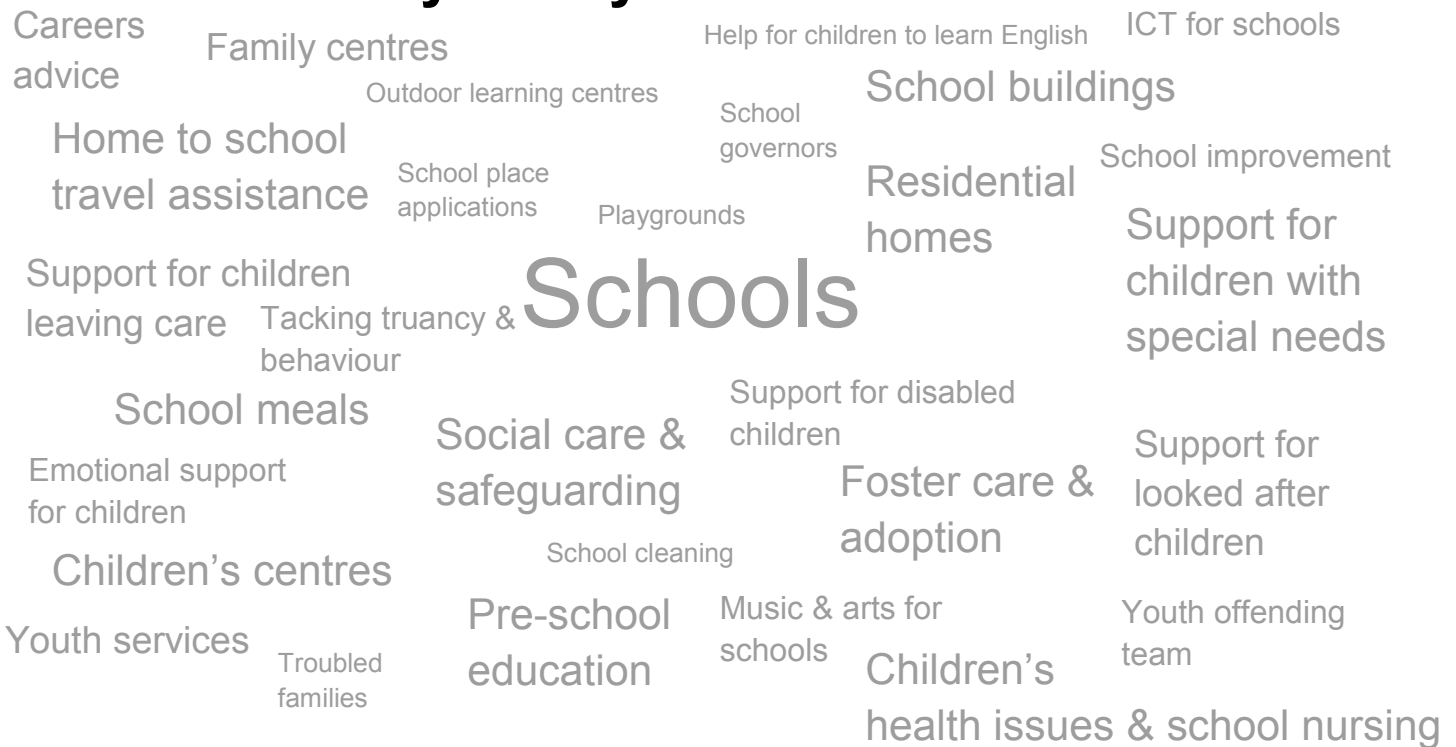 Careers
advice
Family centres
Help for children to learn English
ICT for schools
Outdoor learning centres
School buildings
School
governors
Home to school
travel assistance
School place
applications
Playgrounds
Residential
homes
School improvement
Support for
children with
special needs
Support for children
leaving care
Tacking truancy &
behaviour
Schools
School meals
Social care &
safeguarding
Support for disabled
children
Emotional support
for children
Foster care &
adoption
Support for
looked after
children
Children's centres
School cleaning
Pre-school
education
Music & arts for
schools
Youth offending
team
Youth services
Troubled
families
Children's
health issues & school nursing